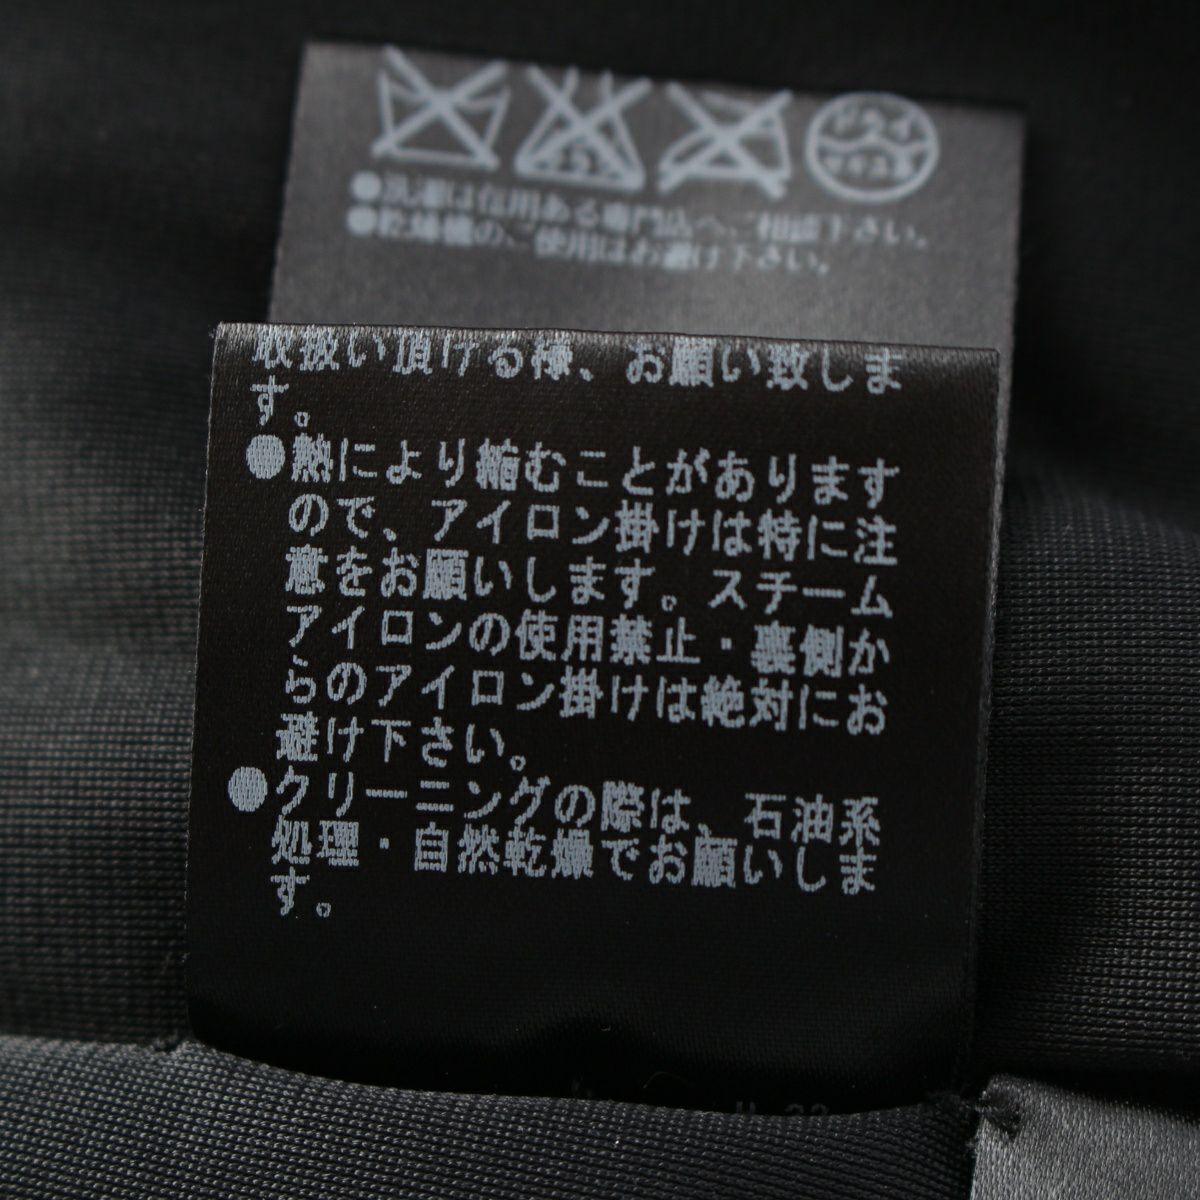 ●洗濯は信用ある専門店へご相談下さい。
●乾燥機のご使用はお避け下さい。
取扱い頂ける様、お願い致しま
す。
●熱により縮むことがあります
ので、アイロン掛けは特に注
意をお願いします。スチーム
アイロンの使用禁止・裏側か
らのアイロン掛けは絶対にお
避け下さい。
●クリーニングの際は、石油系
処理・自然乾燥でお願いしま
す。